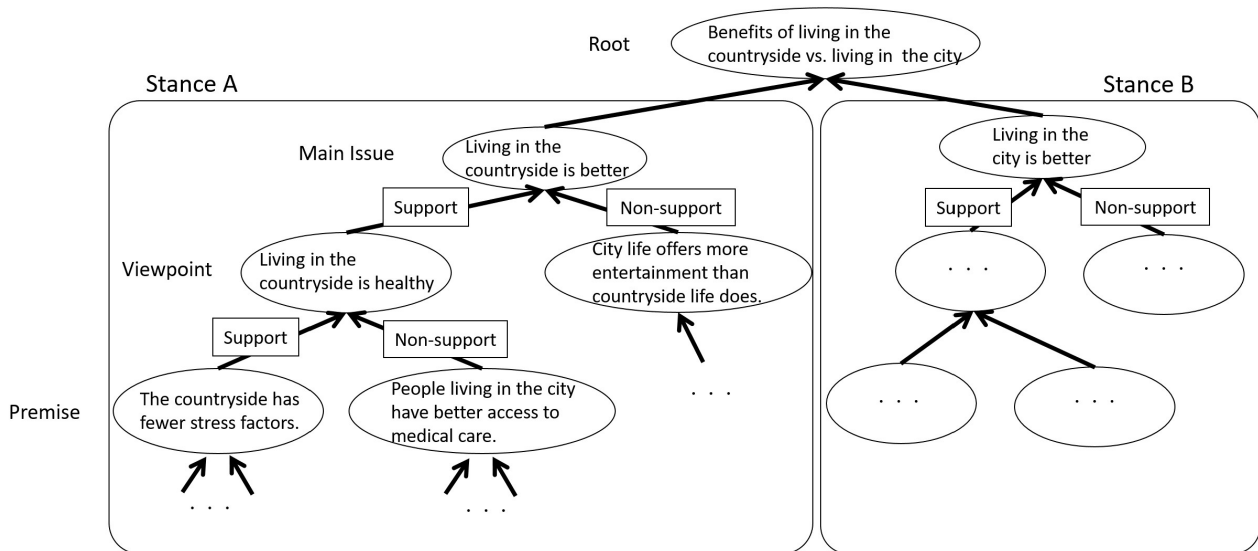 Root
Benefits of living in the
countryside vs. living in  the city
Stance A
Stance B
Main Issue
Living in the
countryside is better
Living in the
city is better
Support
Non-support
Support
Non-support
Viewpoint
Living in the
countryside is healthy
City life offers more
entertainment than
countryside life does.
. . .
. . .
Support
Non-support
Premise
The countryside has
fewer stress factors.
People living in the city
have better access to
medical care.
. . .
. . .
. . .
. . .
. . .